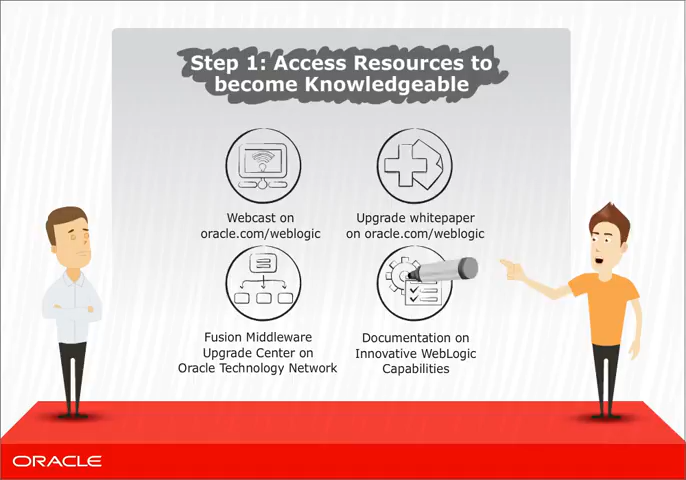 Step 1: Access Resources to
become Knowledgeable
Webcast on
oracle.com/weblogic
Upgrade whitepaper
on oracle.com/weblogic
Fusion Middleware
Upgrade Center on
Oracle Technology Network
Documentation on
Innovative WebLogic
Capabilities
ORACLE